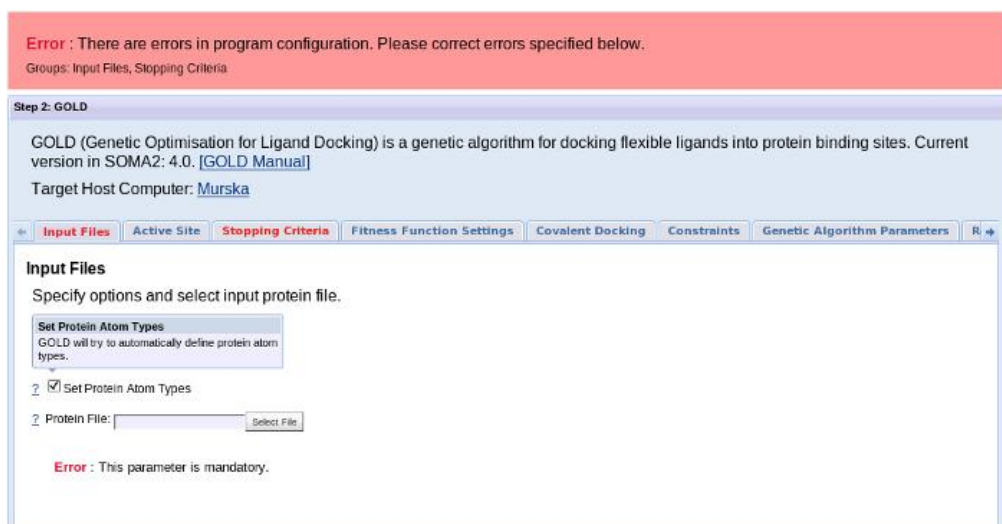 Error : There are errors in program configuration. Please correct errors specified below.
Groups: Input Files, Stopping Criteria
Step 2: GOLD
GOLD (Genetic Optimisation for Ligand Docking) is a genetic algorithm for docking flexible ligands into protein binding sites. Current
version in SOMA2: 4.0. [GOLD Manual]
Target Host Computer: Murska
Input Files Active Site Stopping Criteria Fitness Function Settings Covalent Docking Constraints Genetic Algorithm Parameters
Input Files
Specify options and select input protein file.
Set Protein Atom Types
GOLD will try to automatically define protein atom
types.
? Set Protein Atom Types
? Protein File: Select File
Error : This parameter is mandatory.